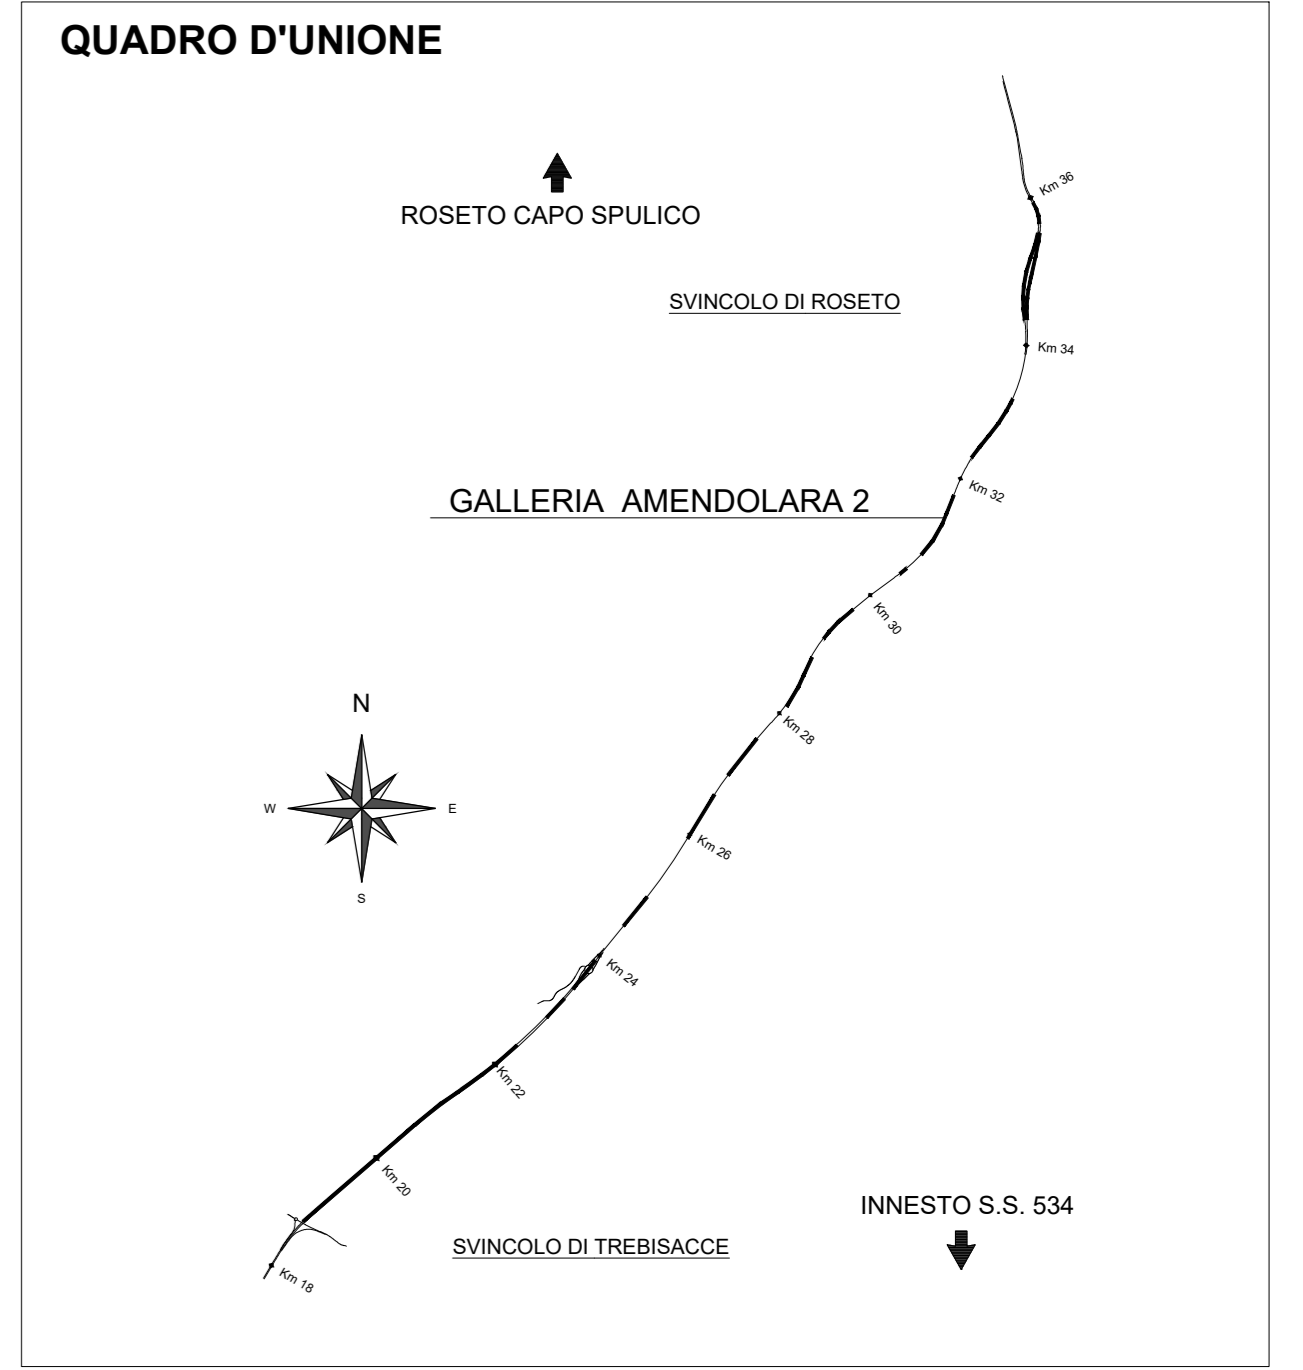 QUADRO D'UNIONE
Km 36
ROSETO CAPO SPULICO
SVINCOLO DI ROSETO
Km 34
GALLERIA AMENDOLARA 2
Km 32
Km 30
N
Km 28
W
E
Km 26
S
Km 24
Km 22
Km 20
INNESTO S.S. 534
SVINCOLO DI TREBISACCE
Km 18